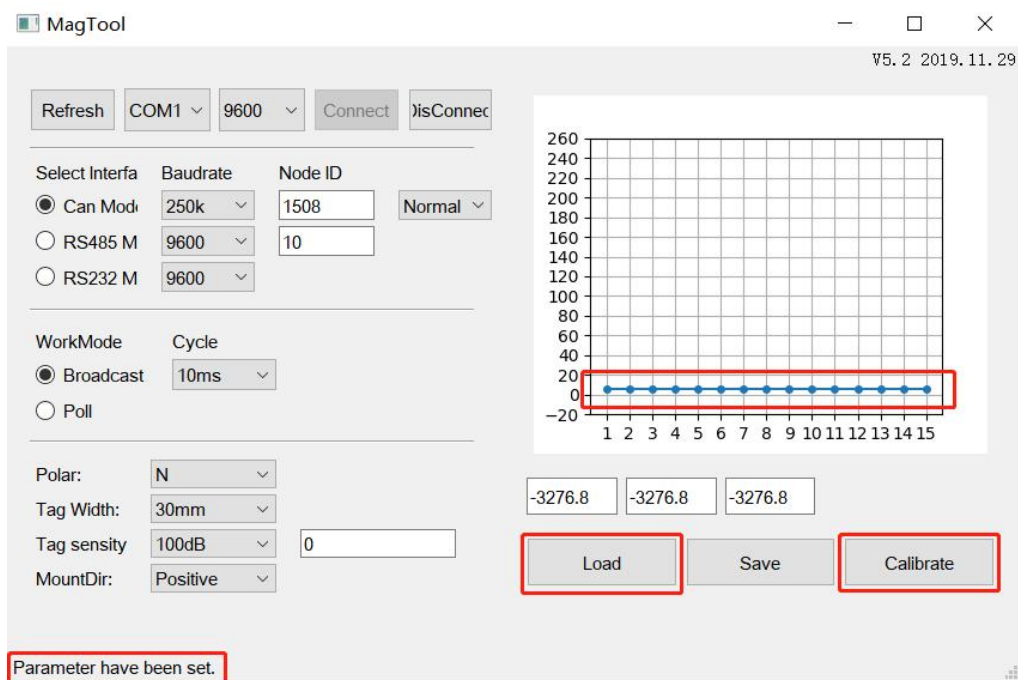 MagTool
V5.2 2019.11.29
Refresh COM1 9600 Connect )isConnec
Select Interfa Baudrate Node ID
Can Mod 250k 1508 Normal
RS485 M 9600 10
RS232 M 9600
WorkMode Cycle
Broadcast 10ms
Poll
Polar: N
Tag Width: 30mm
Tag sensity 100dB 0
MountDir: Positive
260
240
220
200
180
160
140
120
100
80
60
40
20
0
−20
1 2 3 4 5 6 7 8 9 10 11 12 13 14 15
-3276.8 -3276.8 -3276.8
Load Save Calibrate
Parameter have been set.